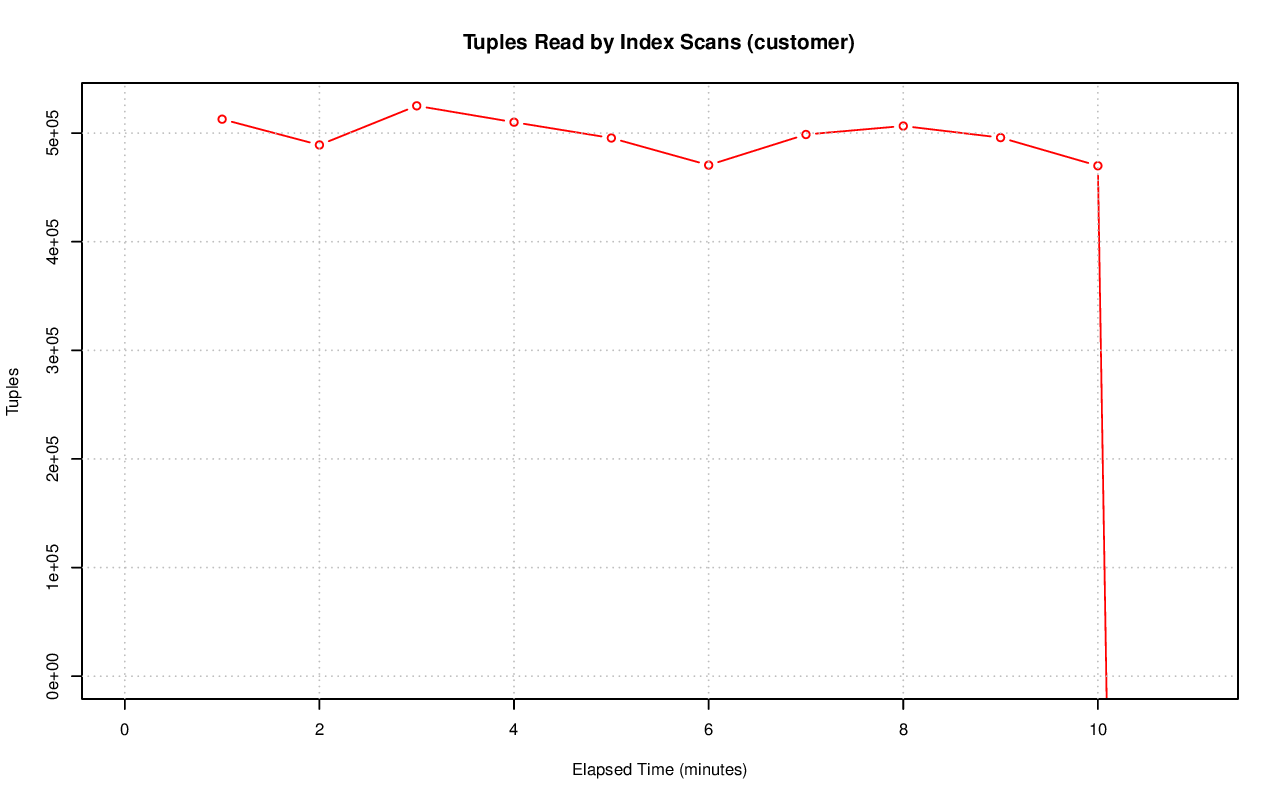 Tuples Read by Index Scans (customer)
5e+05
4e+05
3e+05
2e+05
1e+05
0e+00
Tuples
0 2 4 6 8 10
Elapsed Time (minutes)